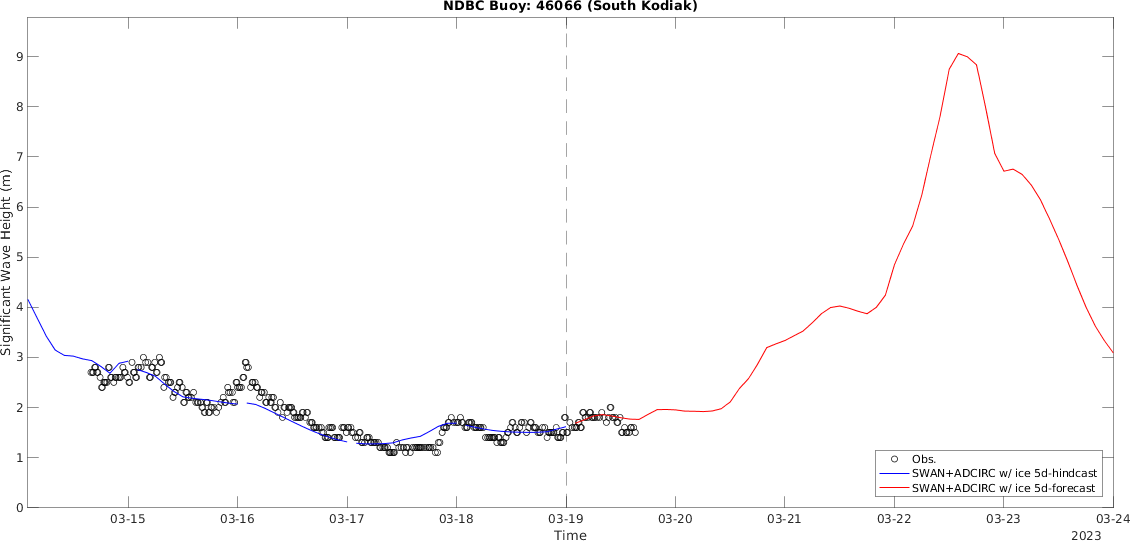 NDBC Buoy: 46066 (South Kodiak)
Significant Wave Height (m)
9
8
7
6
5
4
3
2
1
0
Obs.
SWAN+ADCIRC w/ ice 5d-hindcast
SWAN+ADCIRC w/ ice 5d-forecast
03-15 03-16 03-17 03-18 03-19 03-20 03-21 03-22 03-23 03-24
Time
2023